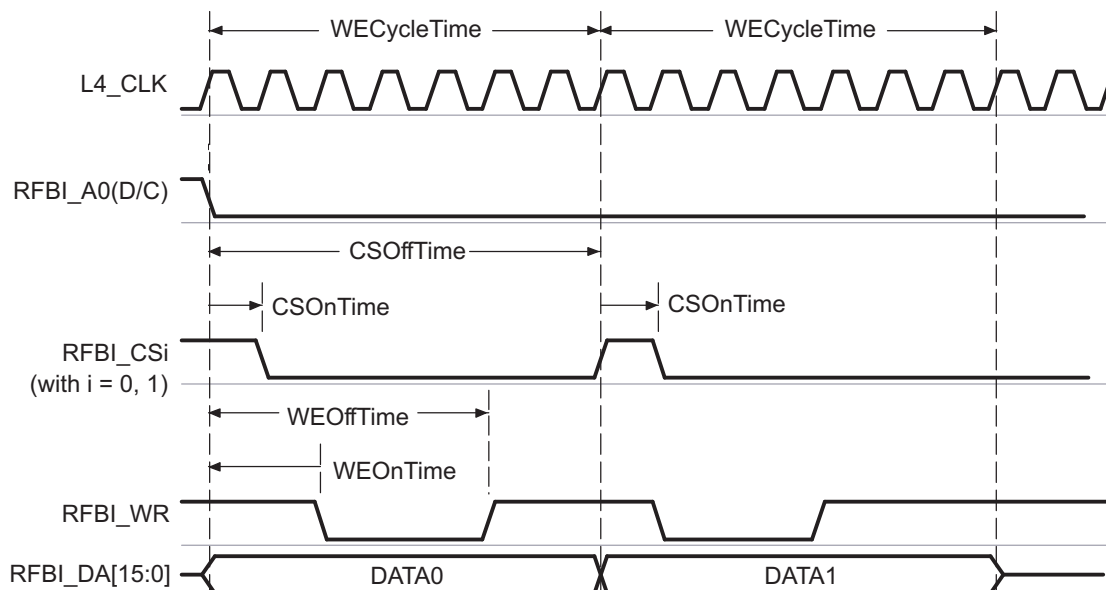 WECycleTime WECycleTime
L4_CLK
RFBI_A0(D/C)
CSOffTime
CSOnTime CSOnTime
RFBI_CSi
(with i = 0, 1)
WEOffTime
WEOnTime
RFBI_WR
RFBI_DA[15:0] DATA0 DATA1